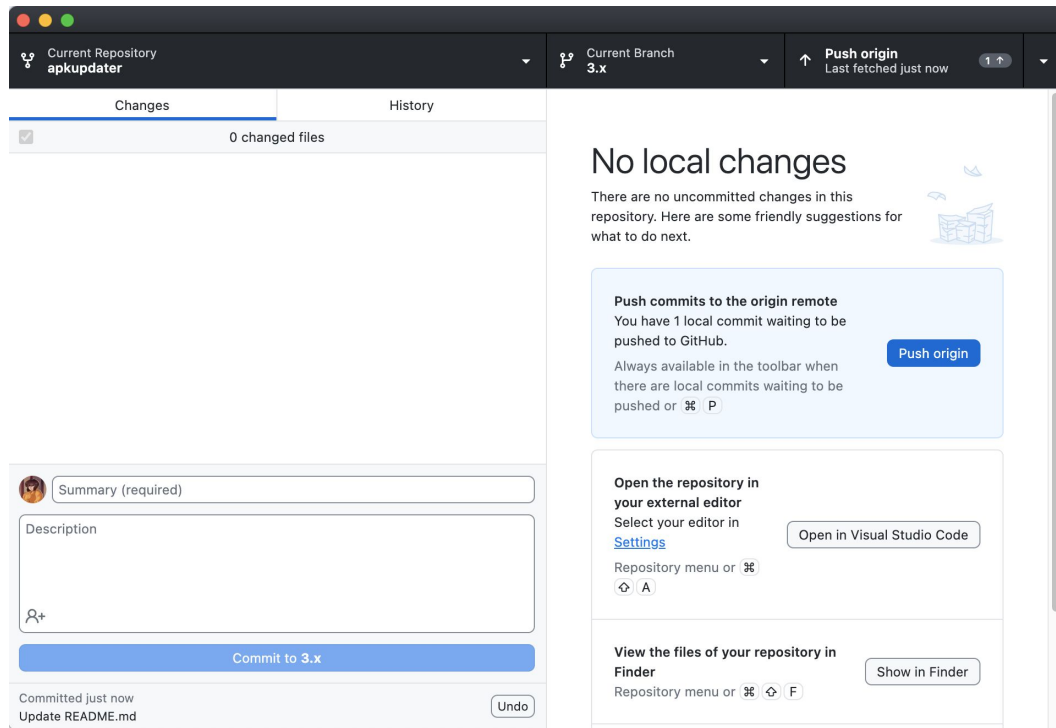 Current Repository
apkupdater
Current Branch
3.x
Push origin
Last fetched just now
1 ↑
Changes
History
0 changed files
No local changes
There are no uncommitted changes in this
repository. Here are some friendly suggestions for
what to do next.
Push commits to the origin remote
You have 1 local commit waiting to be
pushed to GitHub.
Always available in the toolbar when
there are local commits waiting to be
pushed or ⌘ P
Push origin
Open the repository in
your external editor
Select your editor in
Settings
Repository menu or ⌘
⇧ A
Open in Visual Studio Code
View the files of your repository in
Finder
Repository menu or ⌘ ⇧ F
Show in Finder
Summary (required)
Description
Commit to 3.x
Committed just now
Update README.md
Undo